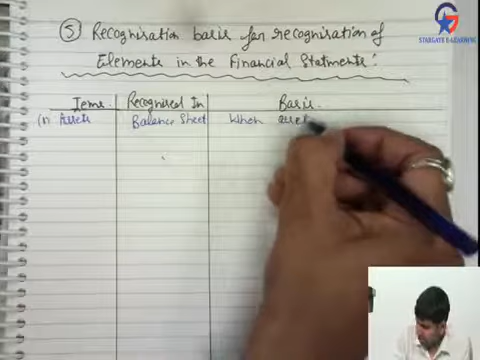 STARGATE E-LEARNING
(5) Recognisation basis for recognisation of
Elements in the Financial Statments:
Items Recognised In Basis.
(1) Assets Balance Sheet When asset